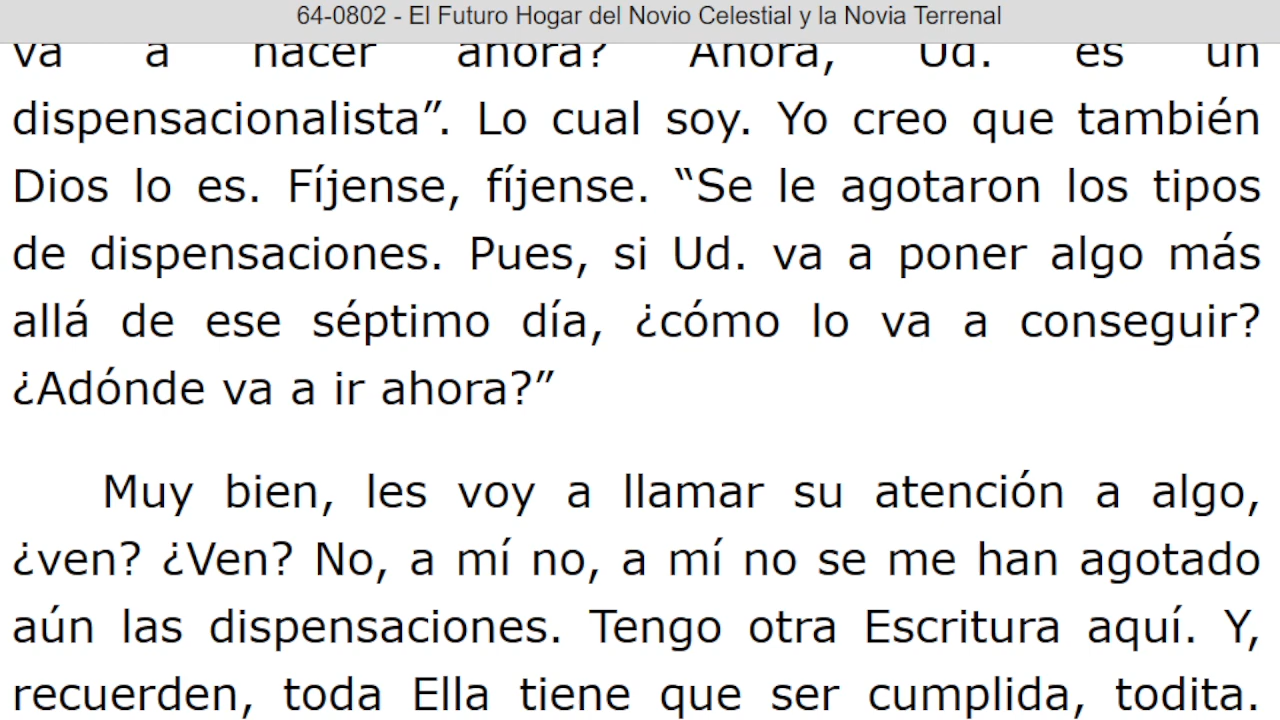 64-0802 - El Futuro Hogar del Novio Celestial y la Novia Terrenal
va a hacer ahora? Ahora, Ud. es un
dispensacionalista”. Lo cual soy. Yo creo que también
Dios lo es. Fíjense, fíjense. “Se le agotaron los tipos
de dispensaciones. Pues, si Ud. va a poner algo más
allá de ese séptimo día, ¿cómo lo va a conseguir?
¿Adónde va a ir ahora?”
Muy bien, les voy a llamar su atención a algo,
¿ven? ¿Ven? No, a mí no, a mí no se me han agotado
aún las dispensaciones. Tengo otra Escritura aquí. Y,
recuerden, toda Ella tiene que ser cumplida, todita.